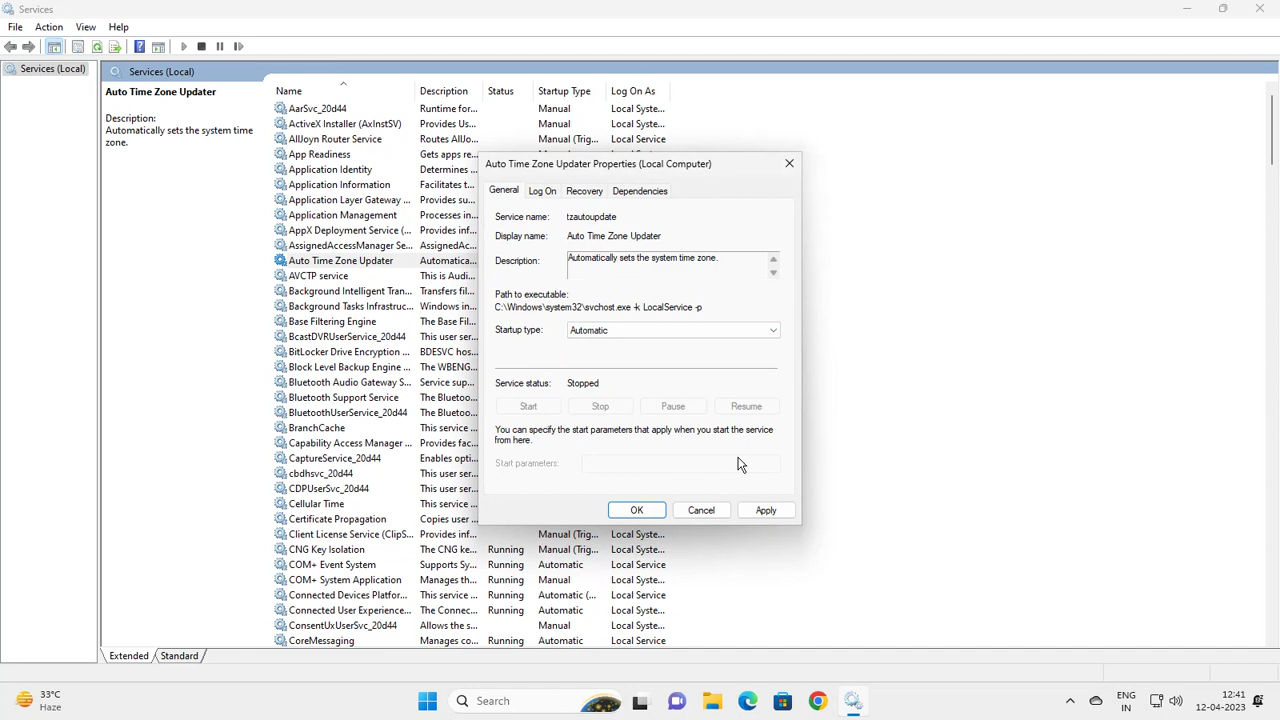 Services
File Action View Help
Services (Local)
Services (Local)
Auto Time Zone Updater
Description:
Automatically sets the system time
zone.
Name Description Status Startup Type Log On As
AarSvc_20d44 Runtime for... Manual Local Syste...
ActiveX Installer (AxInstSV) Provides Us... Manual Local Syste...
AllJoyn Router Service Routes AllJo... Manual (Trig... Local Service
App Readiness Gets apps re... Manual Local Syste...
Application Identity Determines ...
Application Information Facilitates t...
Application Layer Gateway ... Provides su...
Application Management Processes in...
AppX Deployment Service (... Provides inf...
AssignedAccessManager Se... AssignedAc...
Auto Time Zone Updater Automatica...
AVCTP service This is Audi...
Background Intelligent Tran... Transfers fil...
Background Tasks Infrastruc... Windows in...
Base Filtering Engine The Base Fil...
BcastDVRUserService_20d44 This user ser...
BitLocker Drive Encryption ... BDESVC hos...
Block Level Backup Engine ... The WBENG...
Bluetooth Audio Gateway S... Service sup...
Bluetooth Support Service The Bluetoo...
BluetoothUserService_20d44 The Bluetoo...
BranchCache This service ...
Capability Access Manager ... Provides fac...
CaptureService_20d44 Enables opti...
cbdhsvc_20d44 This user ser...
CDPUserSvc_20d44 This user ser...
Cellular Time This service ...
Certificate Propagation Copies user ...
Client License Service (ClipS... Provides inf... Manual (Trig... Local Syste...
CNG Key Isolation The CNG ke... Running Manual (Trig... Local Syste...
COM+ Event System Supports Sy... Running Automatic Local Service
COM+ System Application Manages th... Running Manual Local Syste...
Connected Devices Platfor... This service ... Running Automatic (... Local Service
Connected User Experience... The Connec... Running Automatic Local Syste...
ConsentUxUserSvc_20d44 Allows the s... Manual Local Syste...
CoreMessaging Manages co... Running Automatic Local Service
Extended Standard
Auto Time Zone Updater Properties (Local Computer)
General Log On Recovery Dependencies
Service name: tzautoupdate
Display name: Auto Time Zone Updater
Description: Automatically sets the system time zone.
Path to executable:
C:\Windows\system32\svchost.exe -k LocalService -p
Startup type: Automatic
Service status: Stopped
Start Stop Pause Resume
You can specify the start parameters that apply when you start the service
from here.
Start parameters:
OK Cancel Apply
33°C
Haze
Search
ENG
IN
12:41
12-04-2023